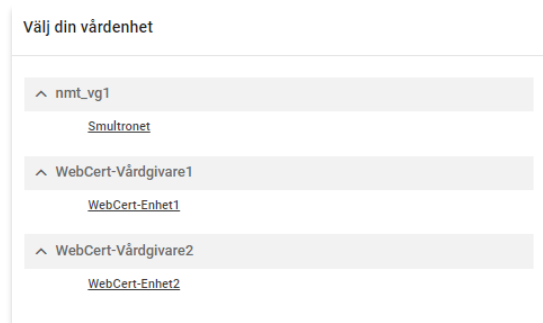 Välj din vårdenhet
nmt_vg1
Smultronet
WebCert-Vårdgivare1
WebCert-Enhet1
WebCert-Vårdgivare2
WebCert-Enhet2